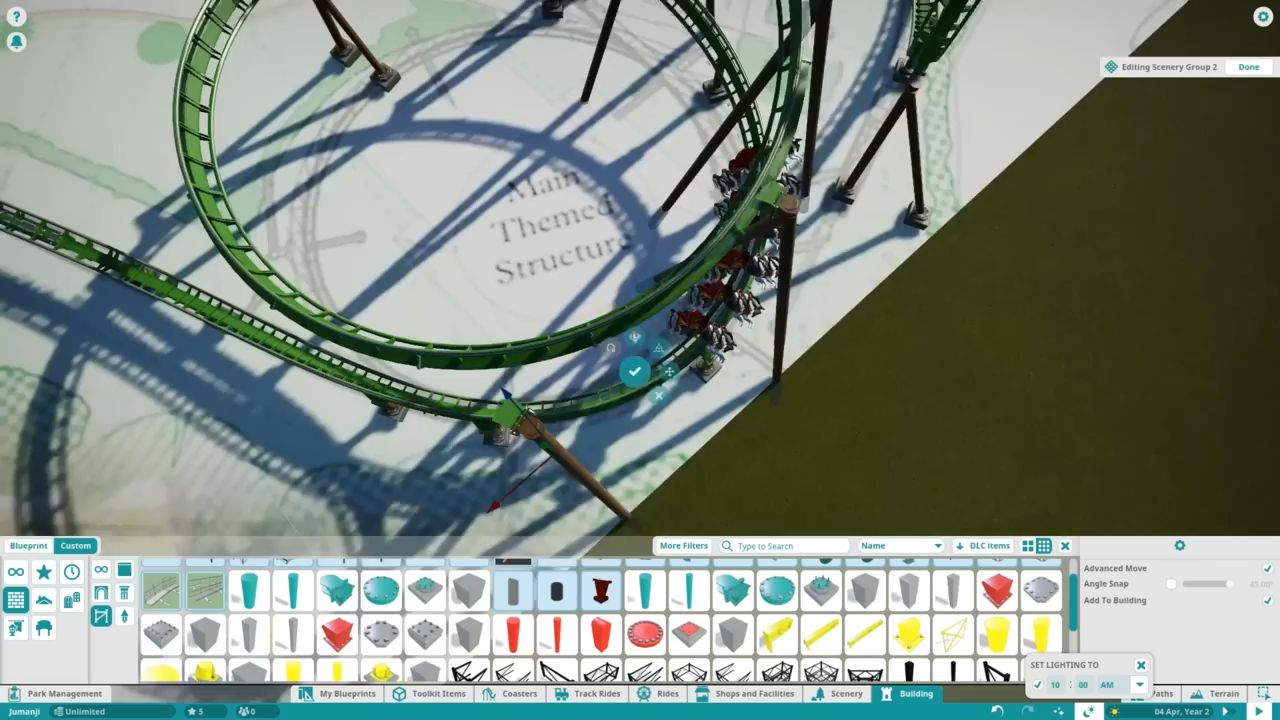 ?
Editing Scenery Group 2
Done
Main
Themed
Structure
Blueprint
Custom
More Filters
Type to Search
Name
DLC items
Advanced Move
Angle Snap
45.00°
Add To Building
SET LIGHTING TO
10 : 00 AM
Park Management
My Blueprints
Toolkit Items
Coasters
Track Rides
Rides
Shops and Facilities
Scenery
Building
Paths
Terrain
Jumanji
Unlimited
5
0
04 Apr, Year 2